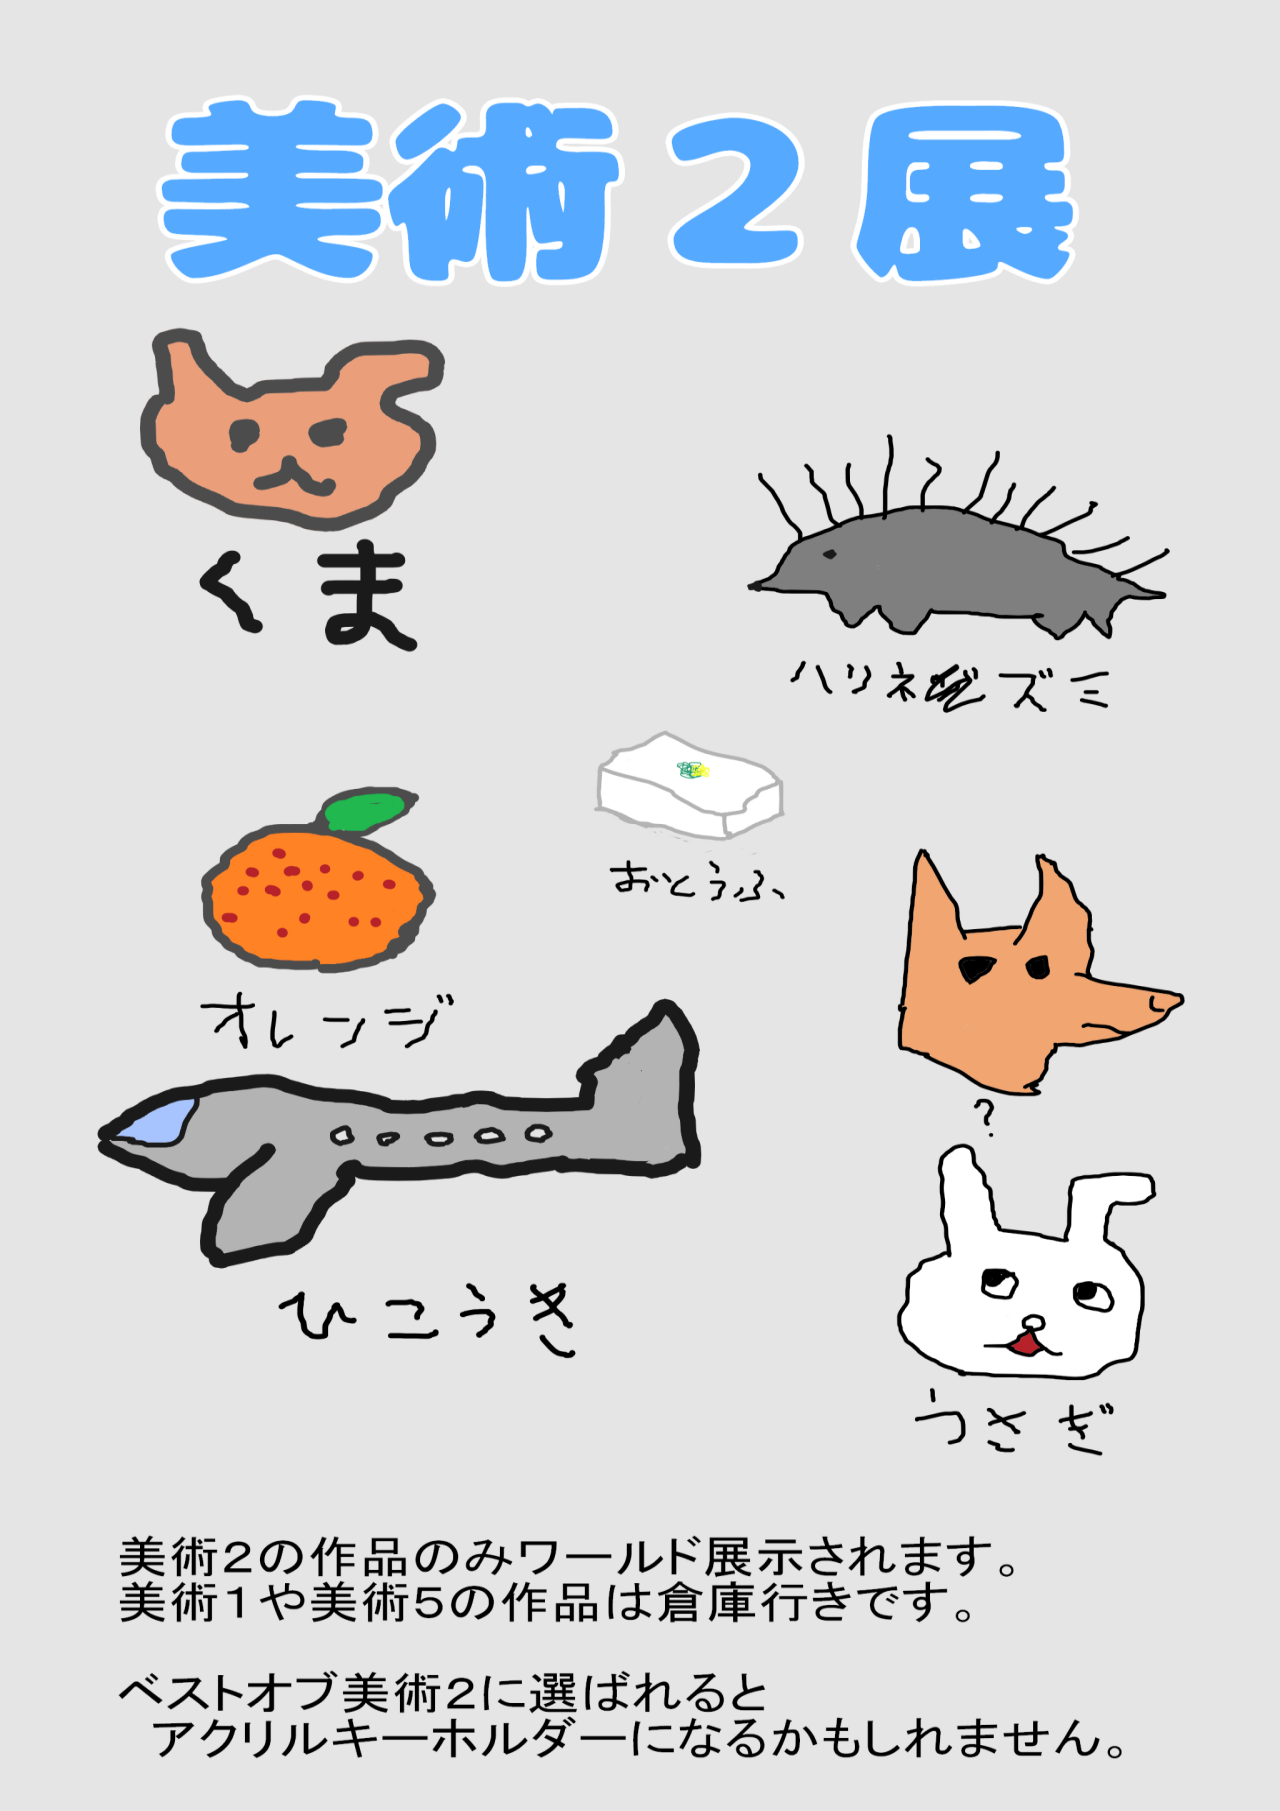 美術２展
くま
ハリネズミ
おとうふ
オレンジ
?
ひこうき
うさぎ
美術２の作品のみワールド展示されます。
美術１や美術５の作品は倉庫行きです。
ベストオブ美術２に選ばれると
アクリルキーホルダーになるかもしれません。